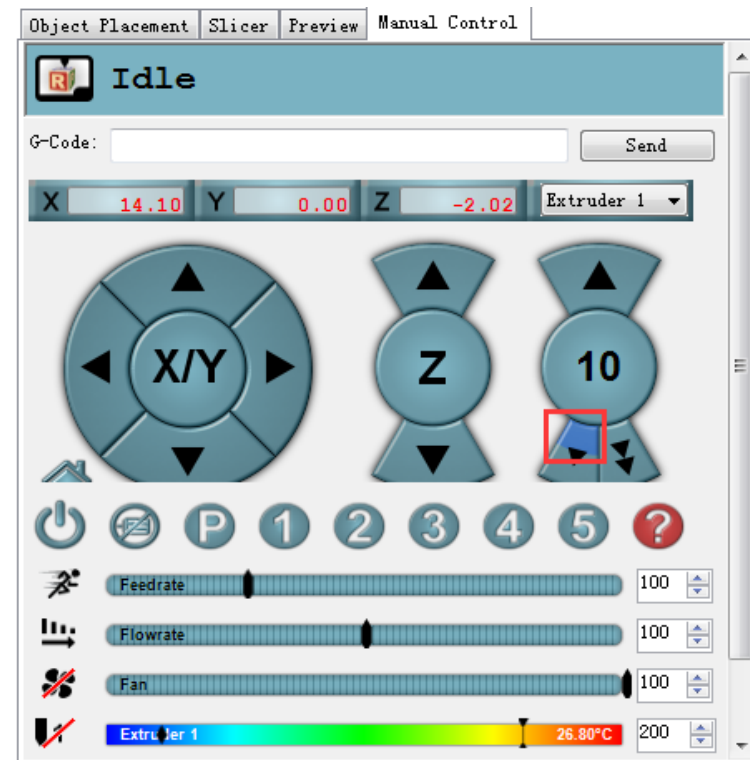 Object Placement Slicer Preview Manual Control
R Idle
G-Code: Send
X 14.10 Y 0.00 Z -2.02 Extruder 1
X/Y Z 10
P 1 2 3 4 5 ?
Feedrate 100
Flowrate 100
Fan 100
1 Extruder 1 26.80°C 200